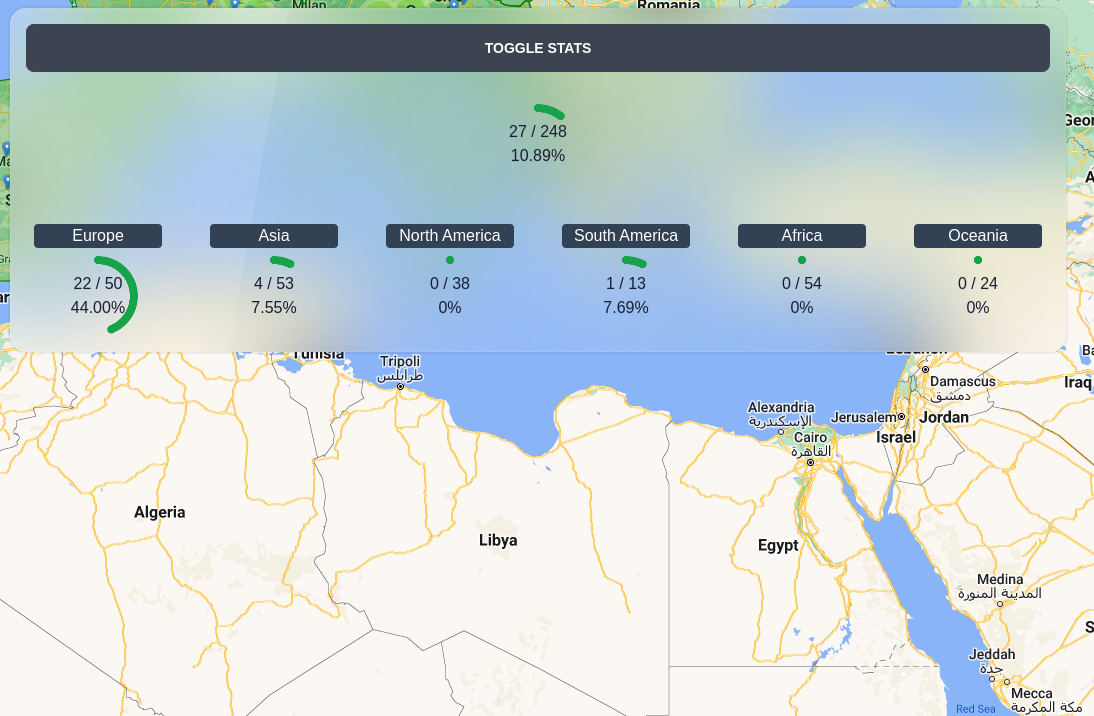 Milan
Romania
TOGGLE STATS
27 / 248
10.89%
Europe
Asia
North America
South America
Africa
Oceania
22 / 50
4 / 53
0 / 38
1 / 13
0 / 54
0 / 24
44.00%
7.55%
0%
7.69%
0%
0%
Tunisia
Tripoli
طرابلس
Lebanon
Damascus
دمشق
Iraq
Alexandria
الإسكندرية
Jerusalem
Jordan
Cairo
القاهرة
Israel
Algeria
Libya
Egypt
Medina
المدينة المنورة
Jeddah
جدة
Mecca
مكة المكرمة
Red Sea